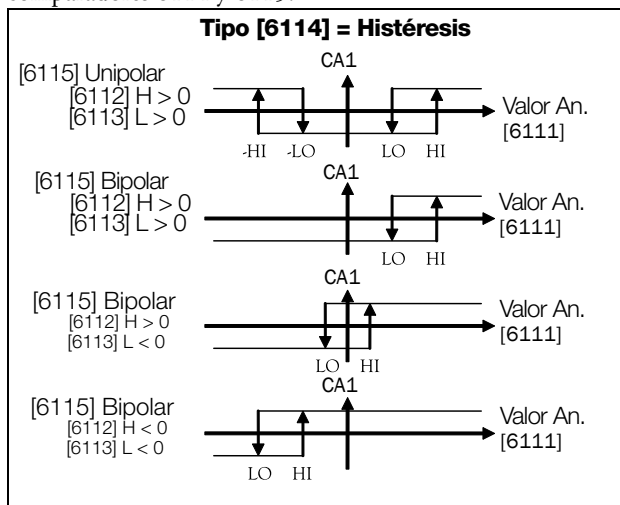 Tipo [6114] = Histéresis
CA1
[6115] Unipolar
[6112] H > 0
[6113] L > 0
Valor An.
[6111]
-HI -LO LO HI
[6115] Bipolar
[6112] H > 0
[6113] L > 0
CA1
Valor An.
[6111]
LO HI
CA1
[6115] Bipolar
[6112] H > 0
[6113] L < 0
Valor An.
[6111]
LO HI
CA1
[6115] Bipolar
[6112] H < 0
[6113] L < 0
Valor An.
[6111]
LO HI